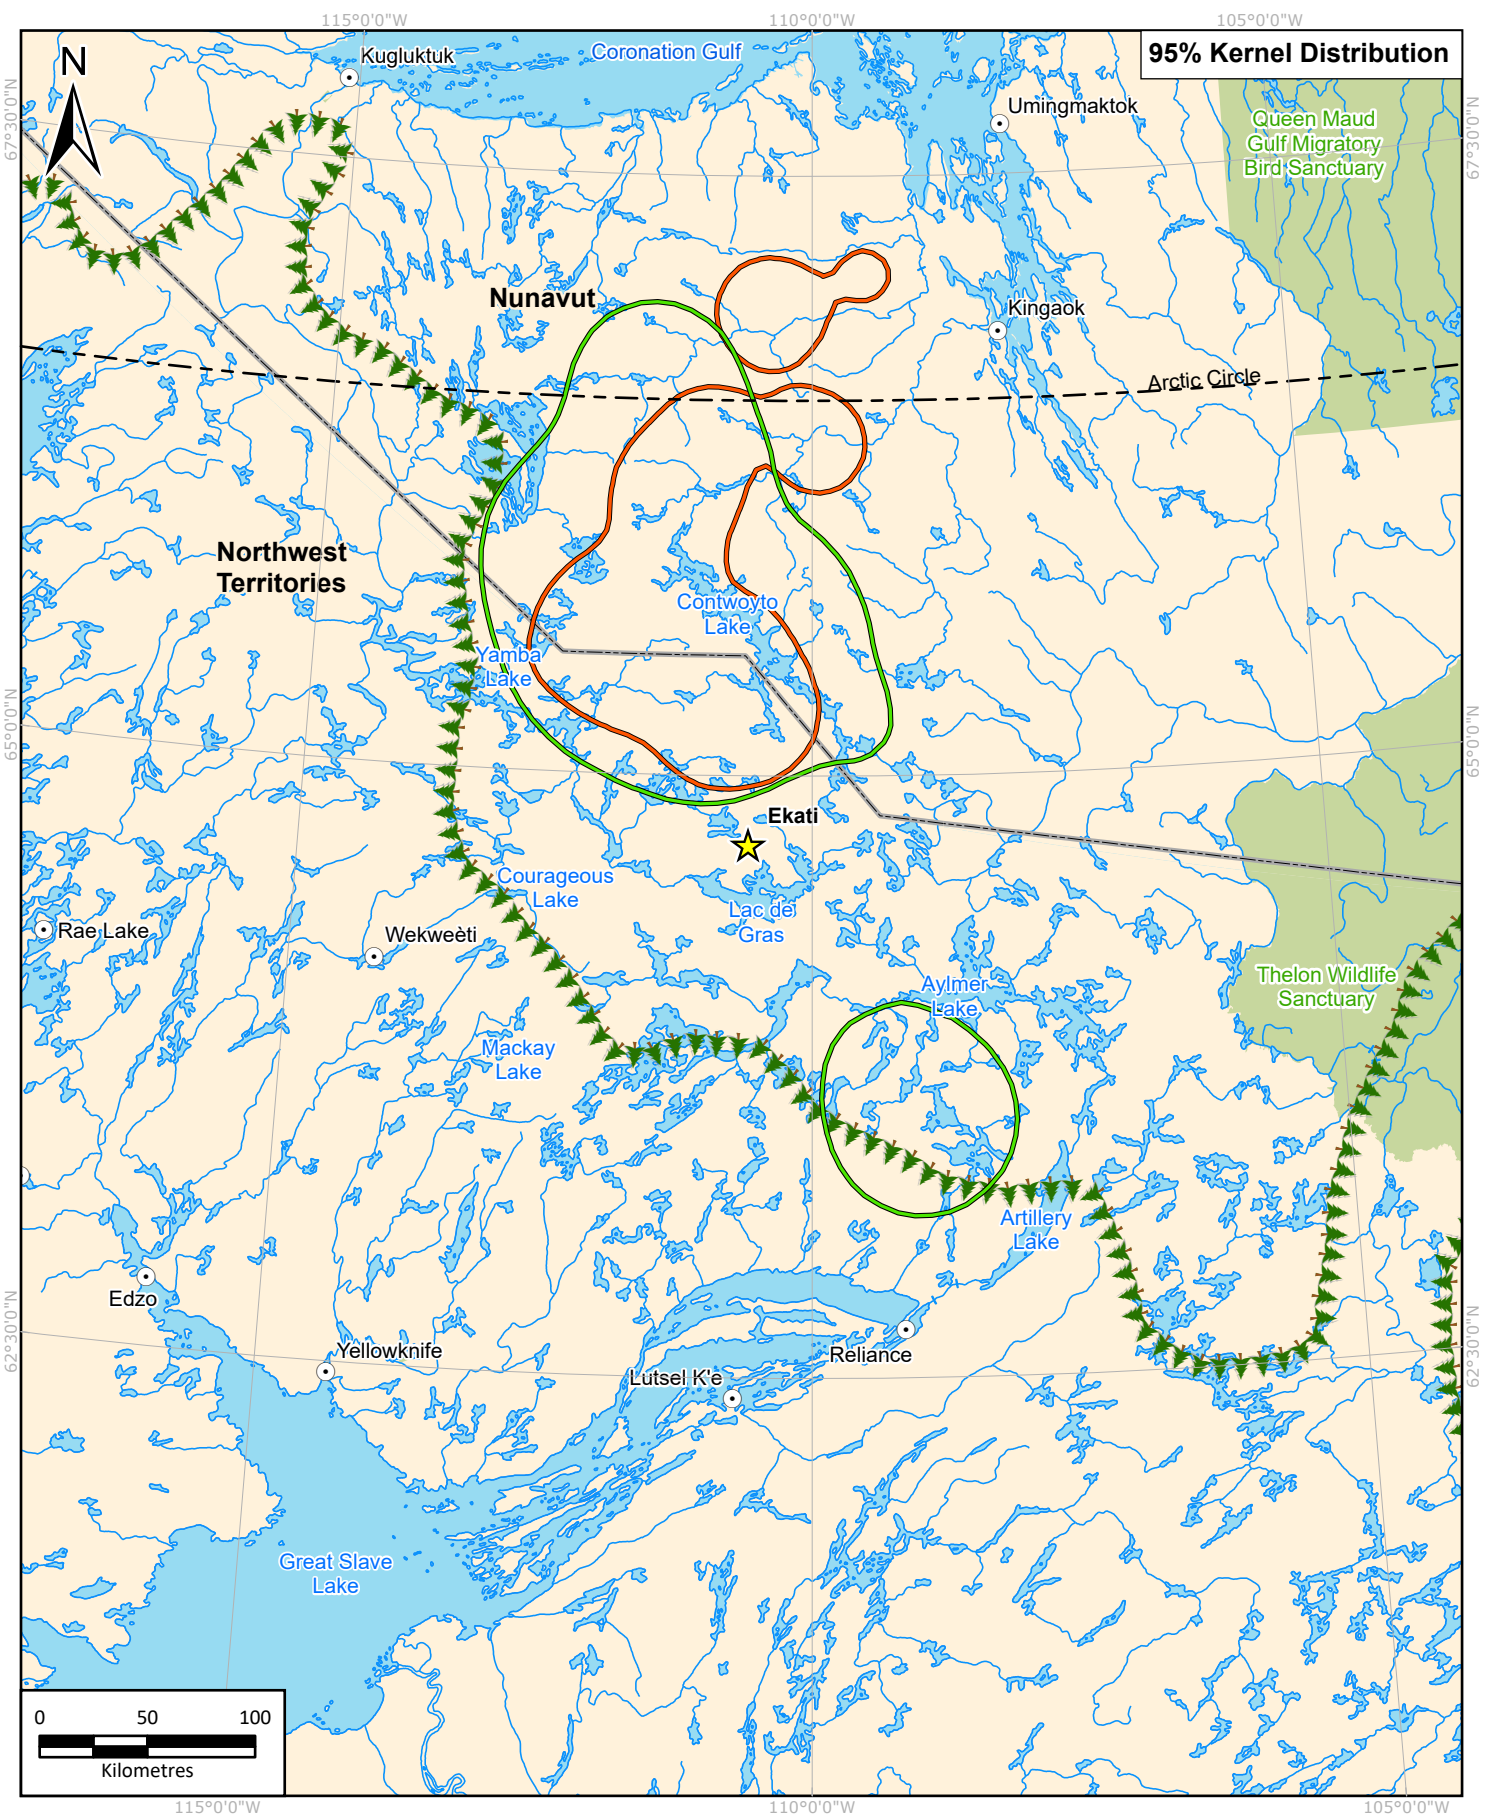 115°0'0"W
110°0'0"W
105°0'0"W
95% Kernel Distribution
N
Kugluktuk
Coronation Gulf
Umingmaktok
Queen Maud
Gulf Migratory
Bird Sanctuary
67°30'0"N
67°30'0"N
Nunavut
Kingaok
Arctic Circle
Northwest
Territories
Contwoyto
Lake
Yamba
Lake
65°0'0"N
65°0'0"N
Ekati
Courageous
Lake
Lac de
Gras
Rae Lake
Wekweèti
Aylmer
Lake
Thelon Wildlife
Sanctuary
Mackay
Lake
Artillery
Lake
Edzo
62°30'0"N
62°30'0"N
Yellowknife
Reliance
Lutsel K'e
Great Slave
Lake
0 50 100
Kilometres
115°0'0"W
110°0'0"W
105°0'0"W